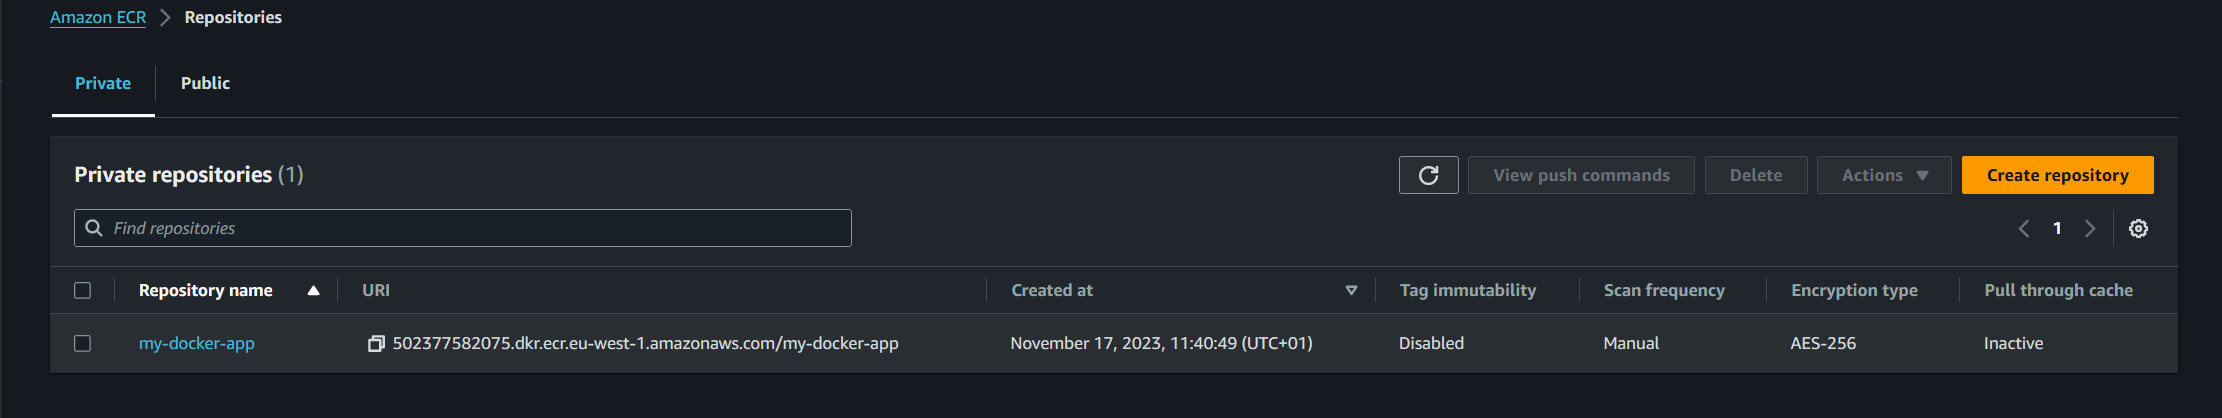 Amazon ECR > Repositories
Private Public
Private repositories (1) View push commands Delete Actions Create repository
Find repositories 1
Repository name URI Created at Tag immutability Scan frequency Encryption type Pull through cache
my-docker-app 502377582075.dkr.ecr.eu-west-1.amazonaws.com/my-docker-app November 17, 2023, 11:40:49 (UTC+01) Disabled Manual AES-256 Inactive